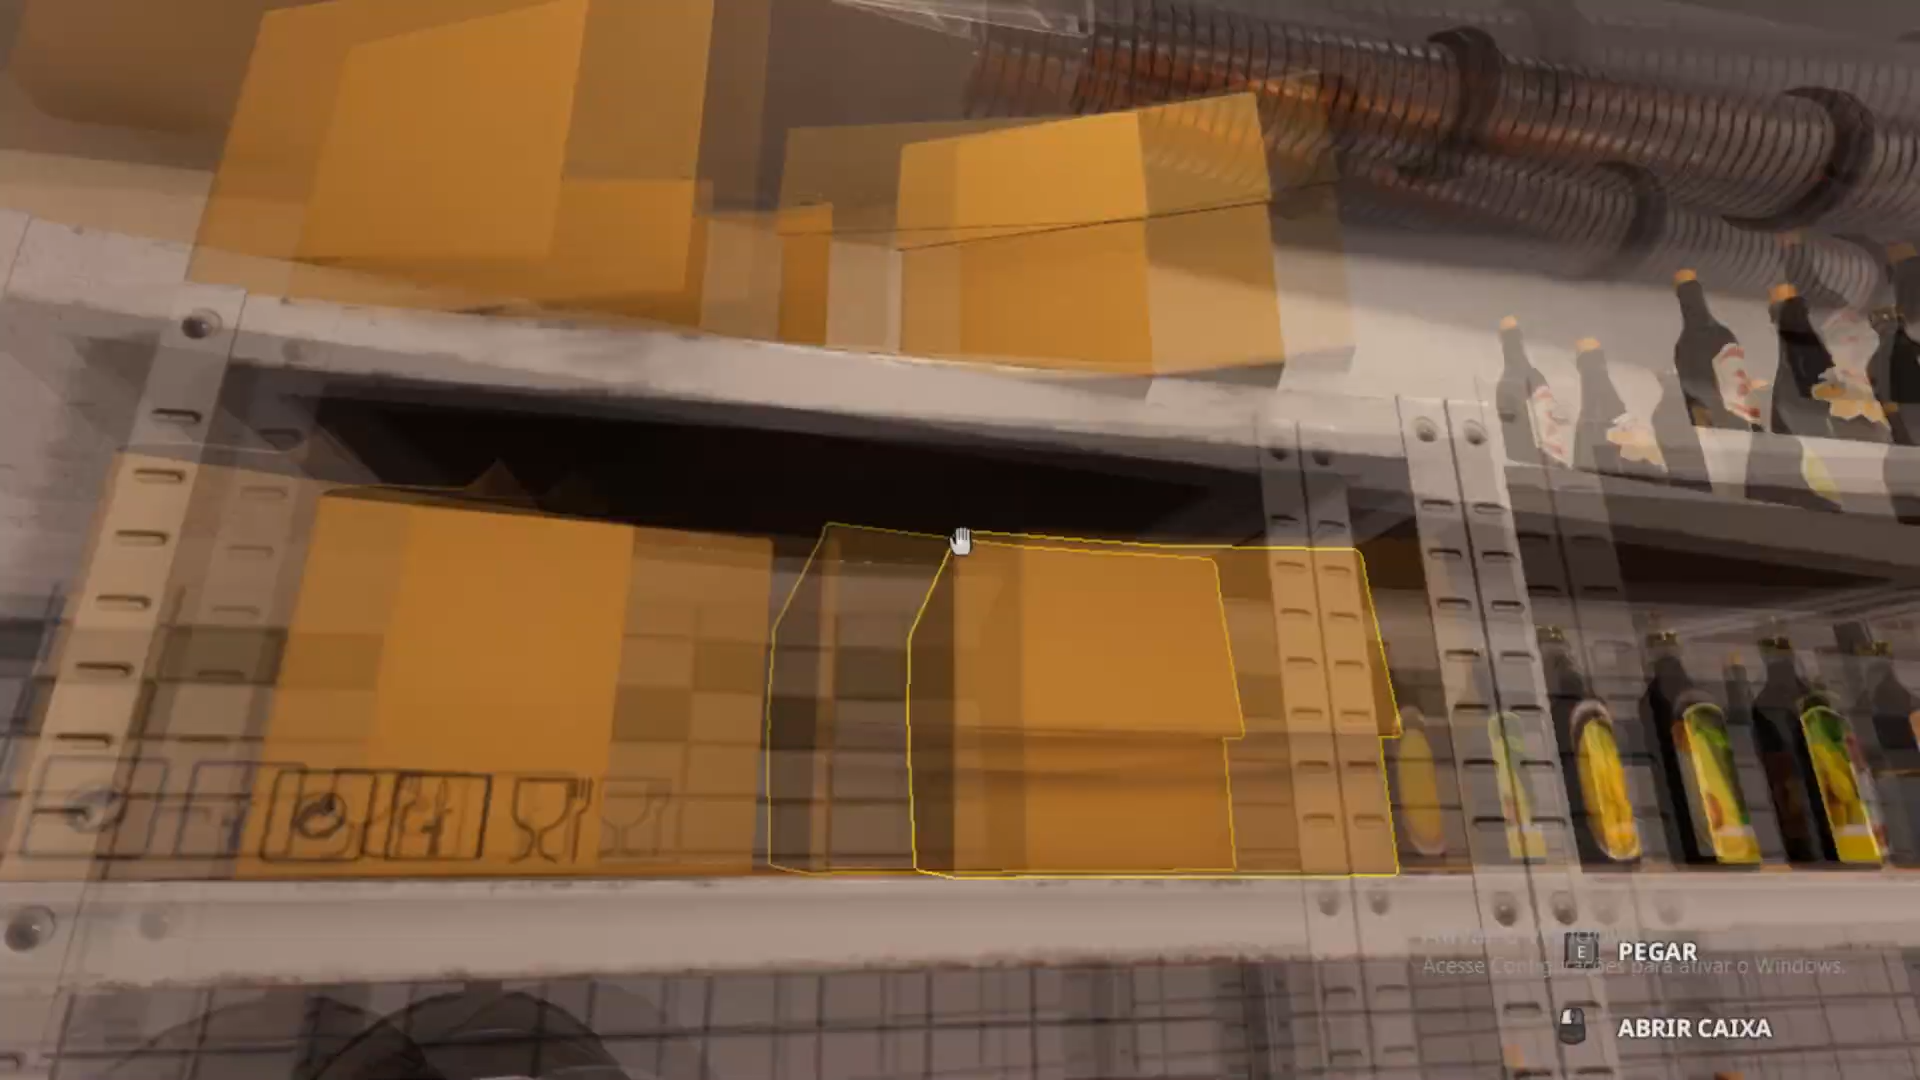 E PEGAR
Acesse Configurações para ativar o Windows.
ABRIR CAIXA